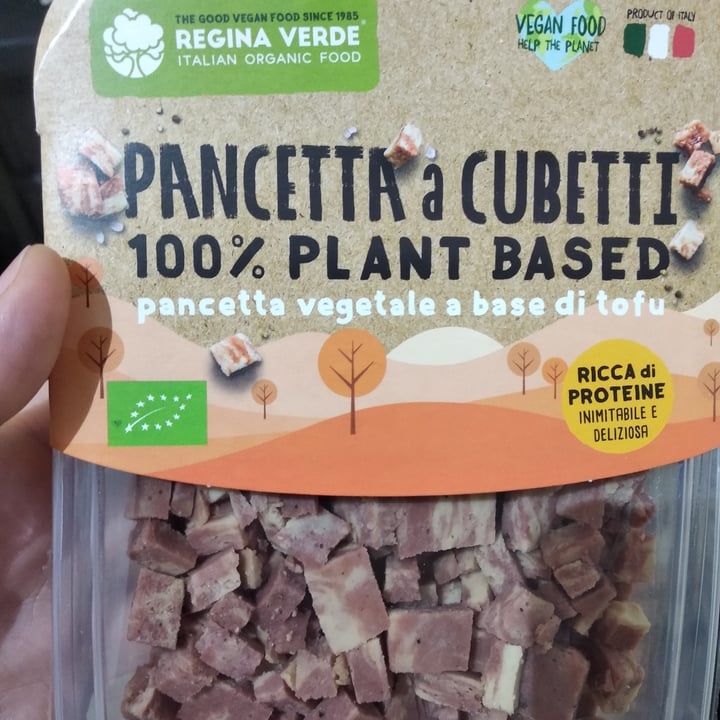 THE GOOD VEGAN FOOD SINCE 1985
REGINA VERDE®
ITALIAN ORGANIC FOOD
VEGAN FOOD
HELP THE PLANET
PRODUCT OF ITALY
PANCETTA a CUBETTI
100% PLANT BASED
pancetta vegetale a base di tofu
RICCA di
PROTEINE
INIMITABILE E
DELIZIOSA